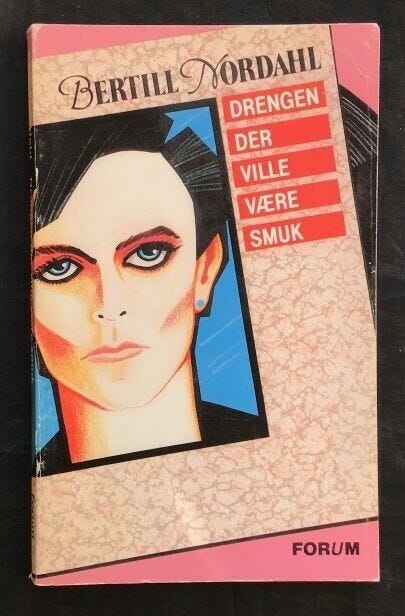 BERTILL NORDAHL
DRENGEN
DER
VILLE
VÆRE
SMUK
FORUM